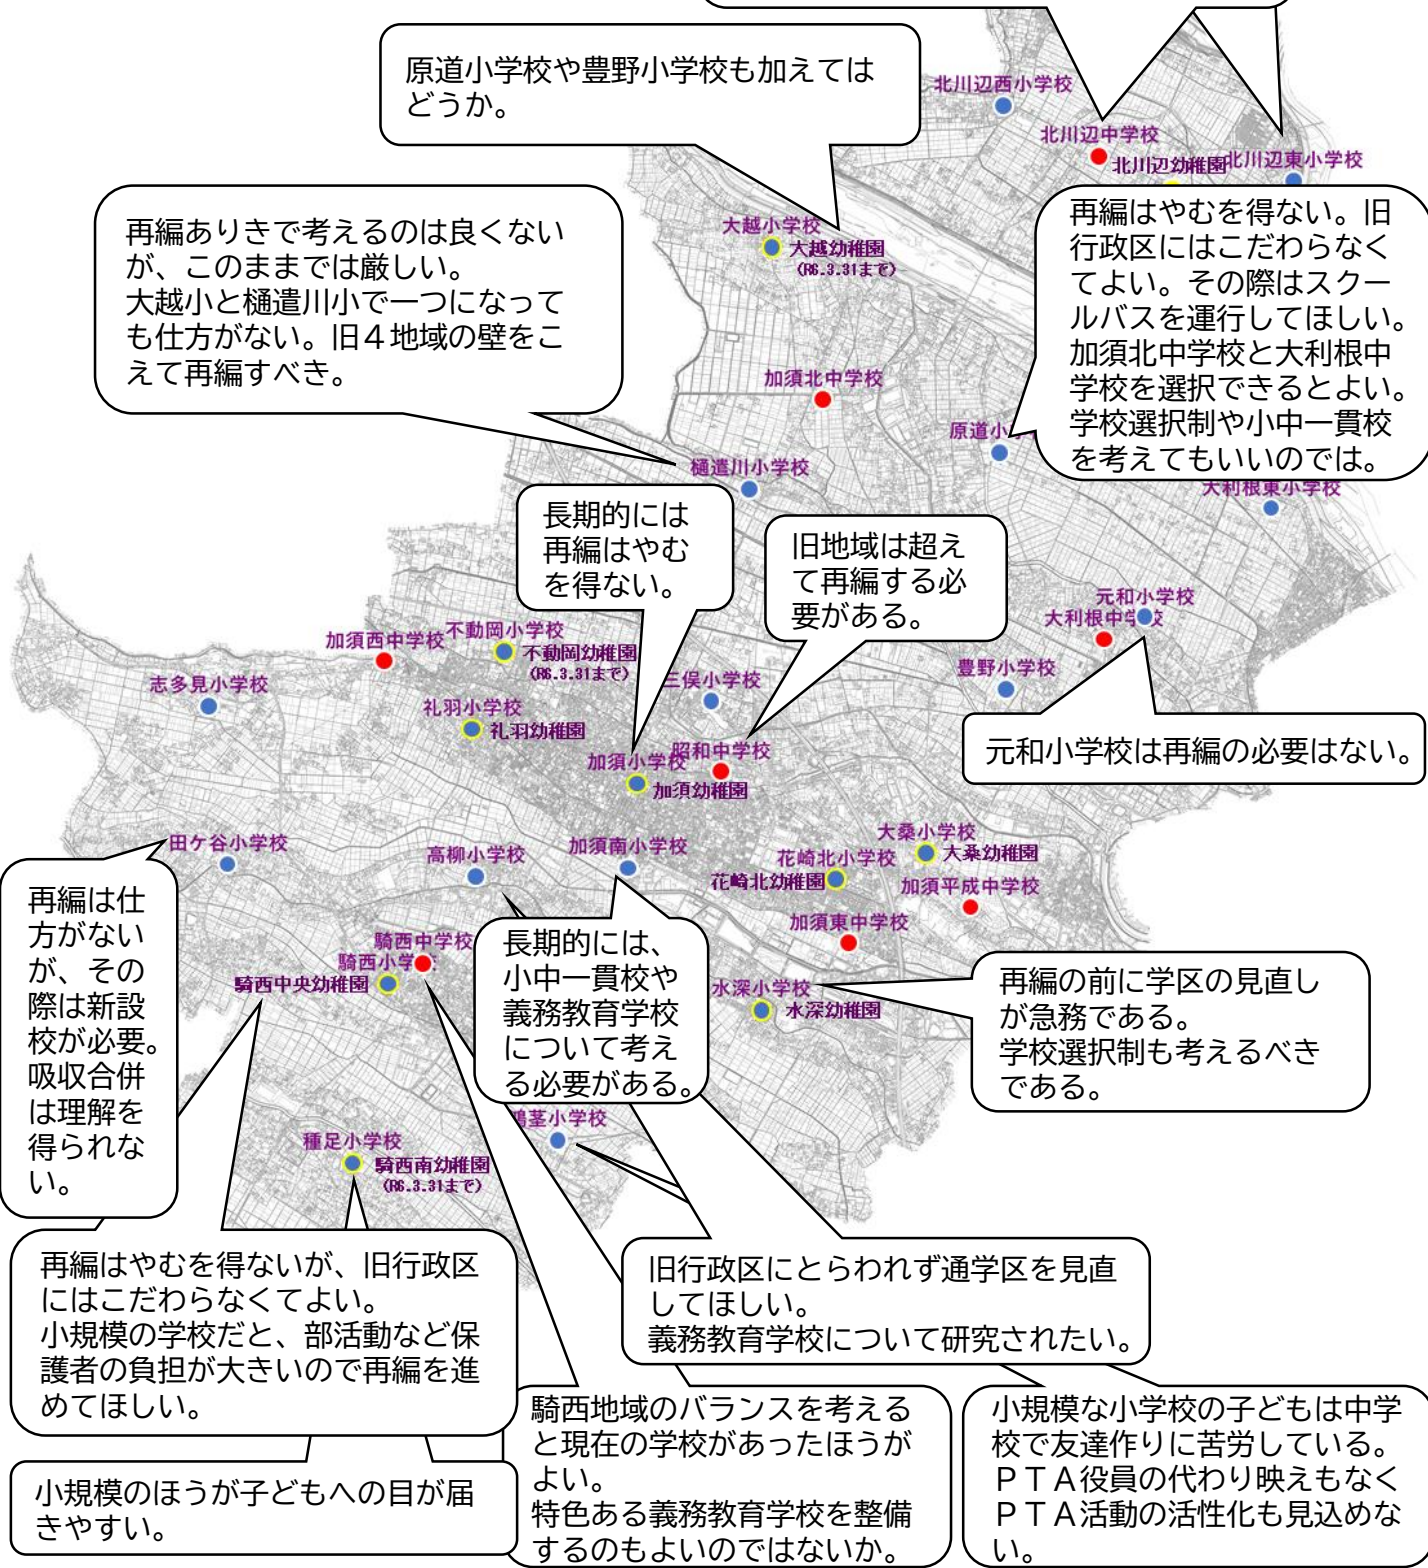 原道小学校や豊野小学校も加えては
どうか。
北川辺西小学校
北川辺中学校
北川辺幼稚園
北川辺東小学校
再編ありきで考えるのは良くない
が、このままでは厳しい。
大越小と樋遣川小で一つになって
も仕方がない。旧４地域の壁をこ
えて再編すべき。
大越小学校
大越幼稚園
(R6.3.31まで)
再編はやむを得ない。旧
行政区にはこだわらなく
てよい。その際はスクー
ルバスを運行してほしい。
加須北中学校と大利根中
学校を選択できるとよい。
学校選択制や小中一貫校
を考えてもいいのでは。
加須北中学校
原道小
樋遣川小学校
大利根東小学校
長期的には
再編はやむ
を得ない。
旧地域は超え
て再編する必
要がある。
元和小学校
大利根中学校
加須西中学校
不動岡小学校
不動岡幼稚園
(R6.3.31まで)
志多見小学校
三俣小学校
豊野小学校
礼羽小学校
礼羽幼稚園
元和小学校は再編の必要はない。
加須小学校
加須幼稚園
昭和中学校
田ケ谷小学校
高柳小学校
加須南小学校
花崎北小学校
花崎北幼稚園
大桑小学校
大桑幼稚園
加須平成中学校
加須東中学校
再編は仕
方がない
が、その
際は新設
校が必要。
吸収合併
は理解を
得られな
い。
騎西中学校
騎西小学校
騎西中央幼稚園
長期的には、
小中一貫校や
義務教育学校
について考え
る必要がある。
水深小学校
水深幼稚園
再編の前に学区の見直し
が急務である。
学校選択制も考えるべき
である。
鴻茎小学校
種足小学校
騎西南幼稚園
(R6.3.31まで)
再編はやむを得ないが、旧行政区
にはこだわらなくてよい。
小規模の学校だと、部活動など保
護者の負担が大きいので再編を進
めてほしい。
旧行政区にとらわれず通学区を見直
してほしい。
義務教育学校について研究されたい。
小規模のほうが子どもへの目が届
きやすい。
騎西地域のバランスを考える
と現在の学校があったほうが
よい。
特色ある義務教育学校を整備
するのもよいのではないか。
小規模な小学校の子どもは中学
校で友達作りに苦労している。
ＰＴＡ役員の代わり映えもなく
ＰＴＡ活動の活性化も見込めな
い。